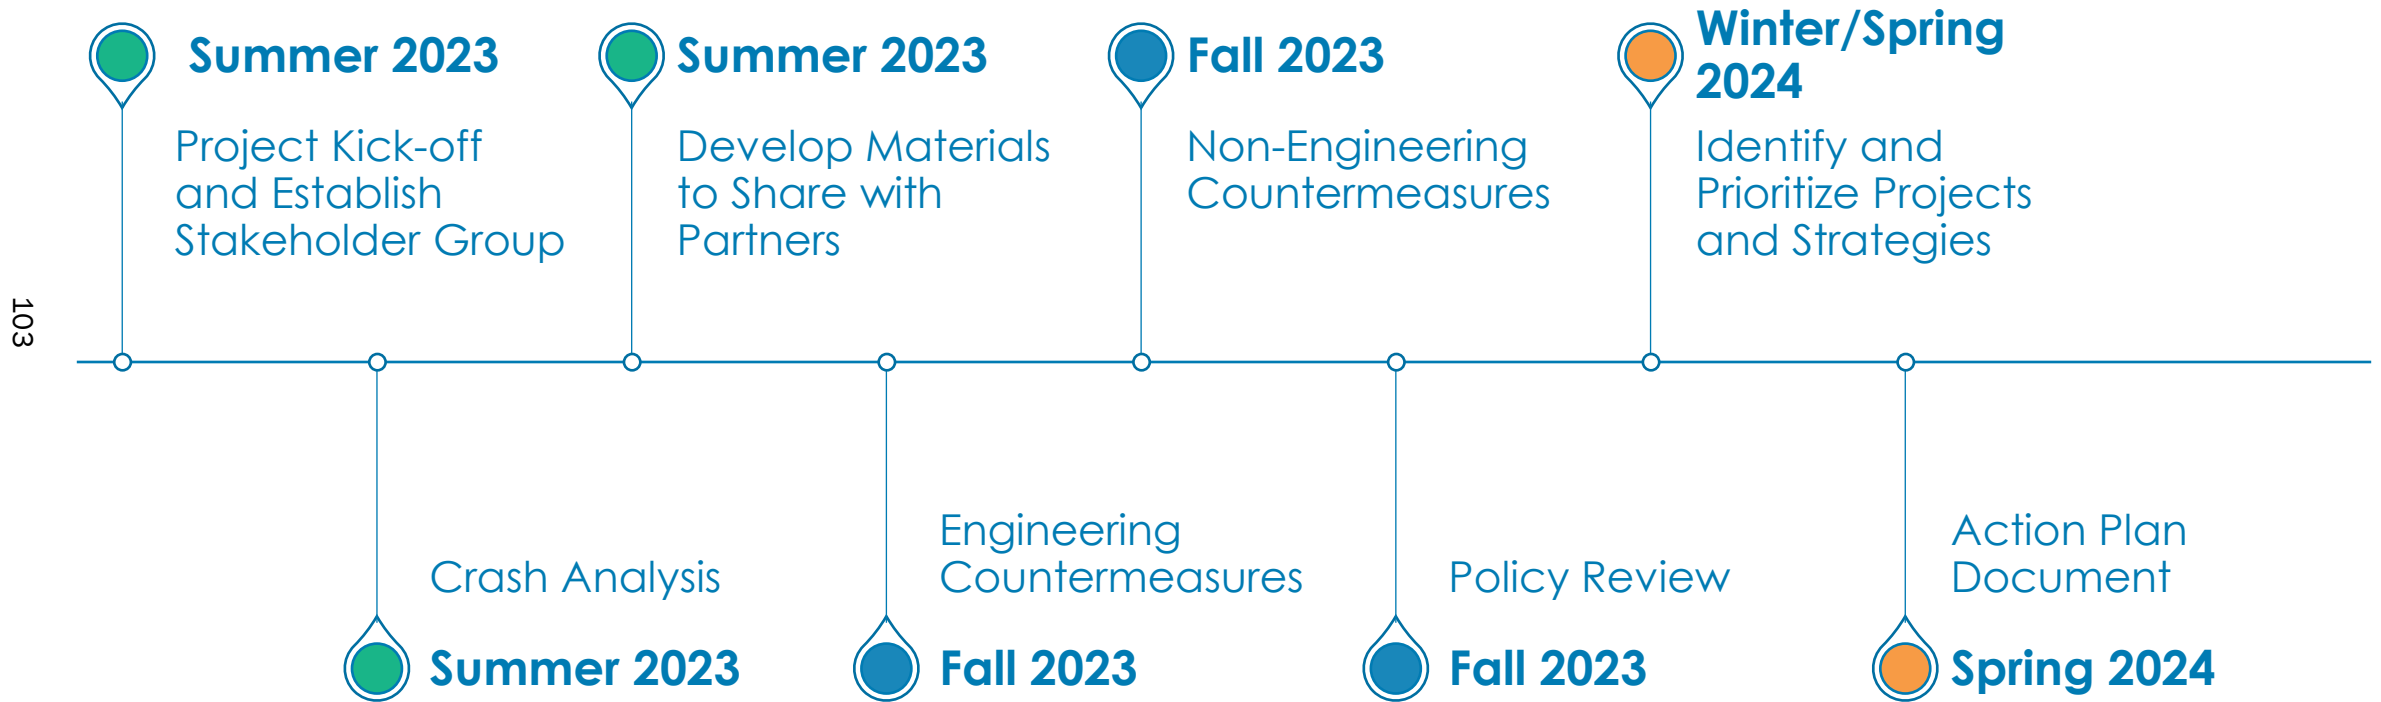 Summer 2023
Project Kick-off
and Establish
Stakeholder Group
Summer 2023
Develop Materials
to Share with
Partners
Fall 2023
Non-Engineering
Countermeasures
Winter/Spring
2024
Identify and
Prioritize Projects
and Strategies
103
Crash Analysis
Summer 2023
Engineering
Countermeasures
Fall 2023
Policy Review
Fall 2023
Action Plan
Document
Spring 2024